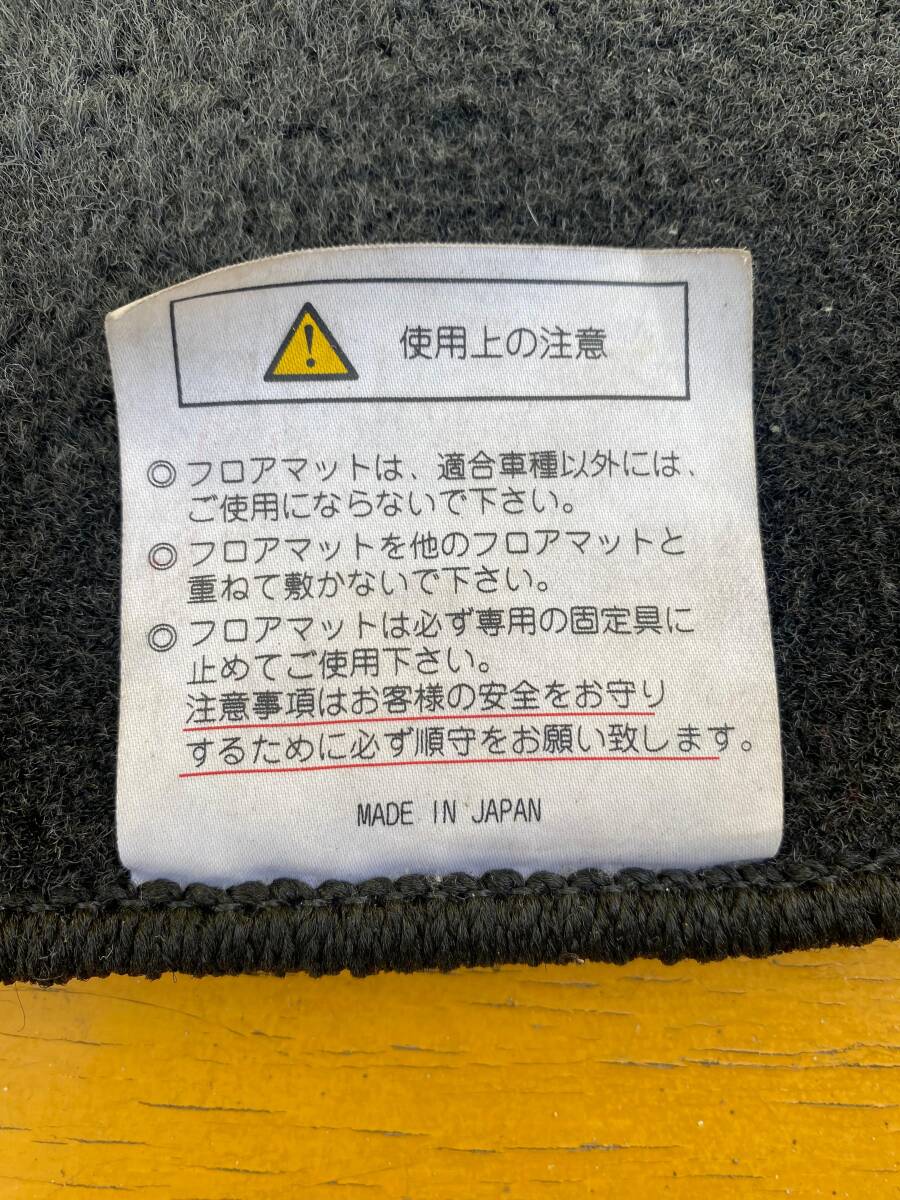 使用上の注意
◎フロアマットは、適合車種以外には、
ご使用にならないで下さい。
◎フロアマットを他のフロアマットと
重ねて敷かないで下さい。
◎フロアマットは必ず専用の固定具に
止めてご使用下さい。
注意事項はお客様の安全をお守り
するために必ず順守をお願い致します。
MADE IN JAPAN